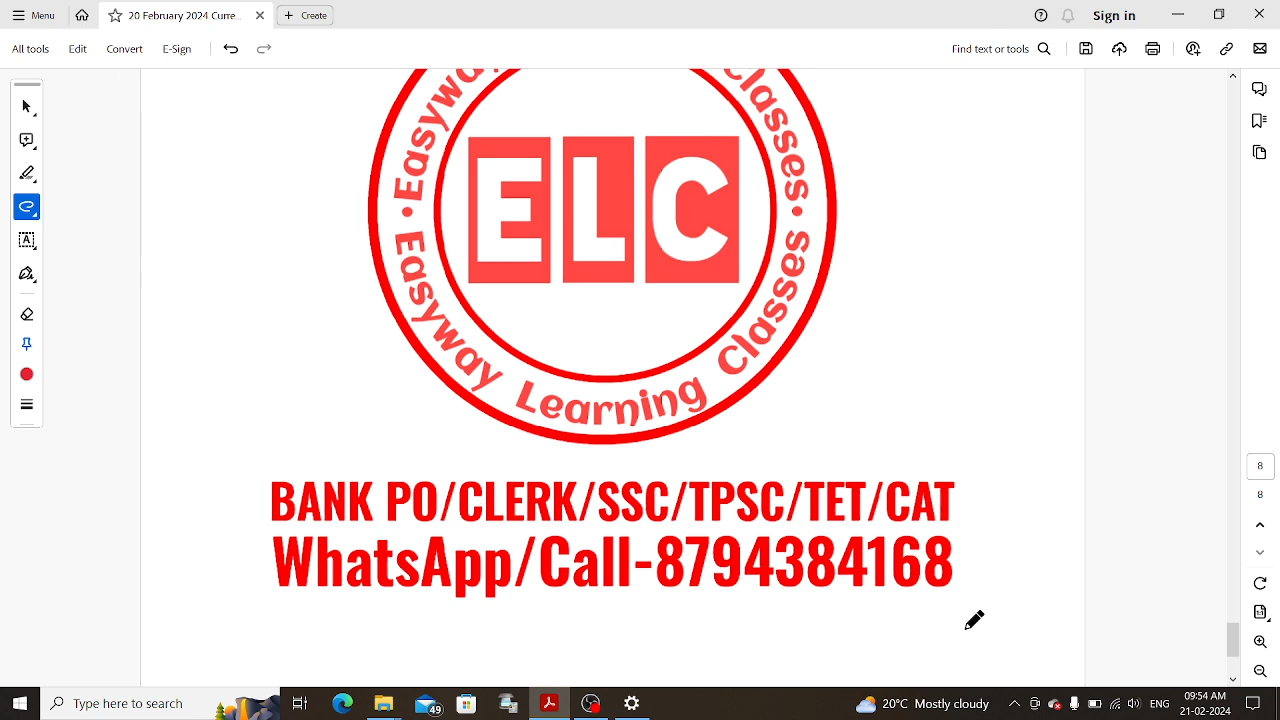 Menu
20 February 2024 Curre...
Create
Sign in
All tools
Edit
Convert
E-Sign
Find text or tools
Easyway Classes
ELC
Easyway Learning Classes
BANK PO/CLERK/SSC/TPSC/TET/CAT
WhatsApp/Call-8794384168
8
8
Type here to search
49
20°C Mostly cloudy
ENG
09:54 AM
21-02-2024